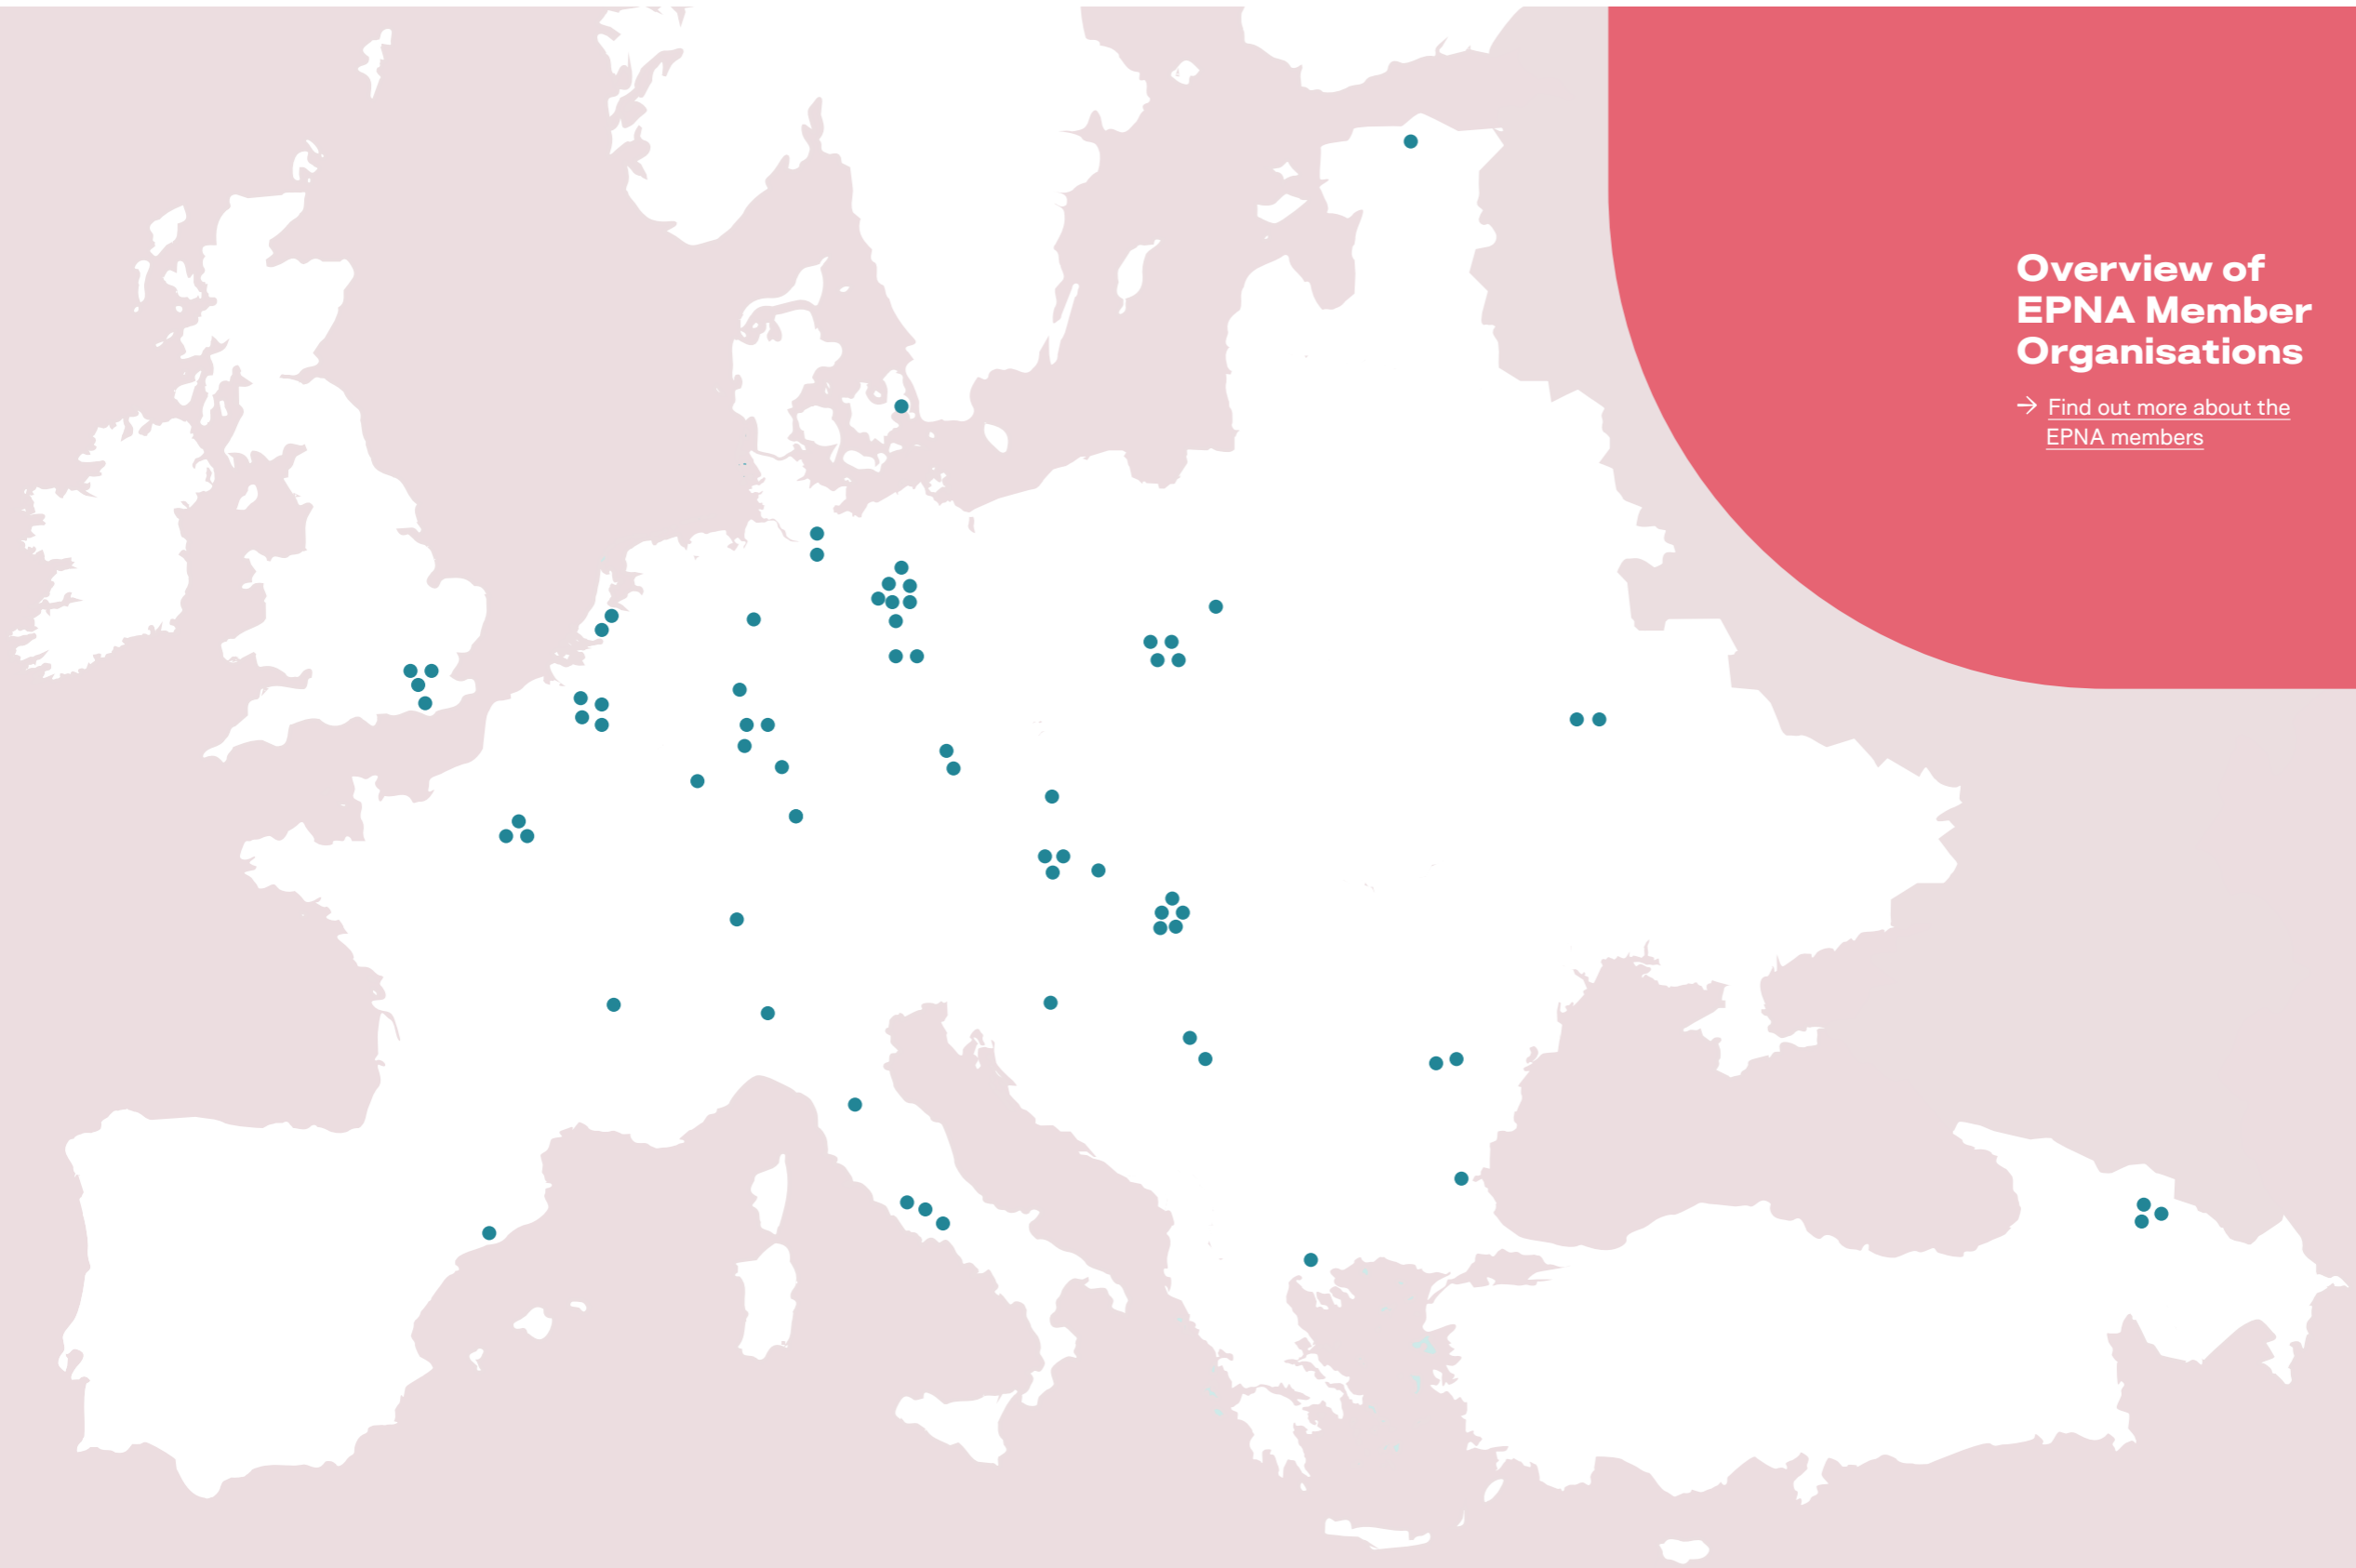 Overview of
EPNA Member
Organisations
→ Find out more about the
EPNA members